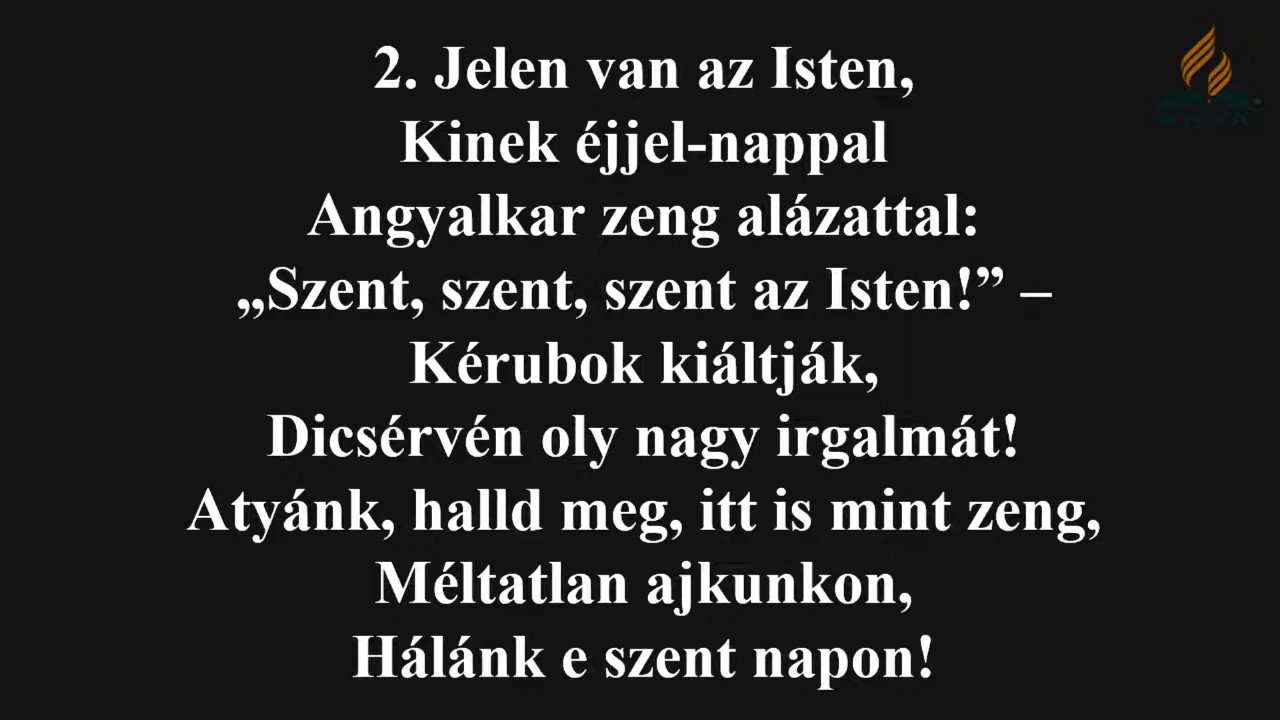 2. Jelen van az Isten,
Kinek éjjel-nappal
Angyalkar zeng alázattal:
„Szent, szent, szent az Isten!” –
Kérubok kiáltják,
Dicsérvén oly nagy irgalmát!
Atyánk, halld meg, itt is mint zeng,
Méltatlan ajkunkon,
Hálánk e szent napon!